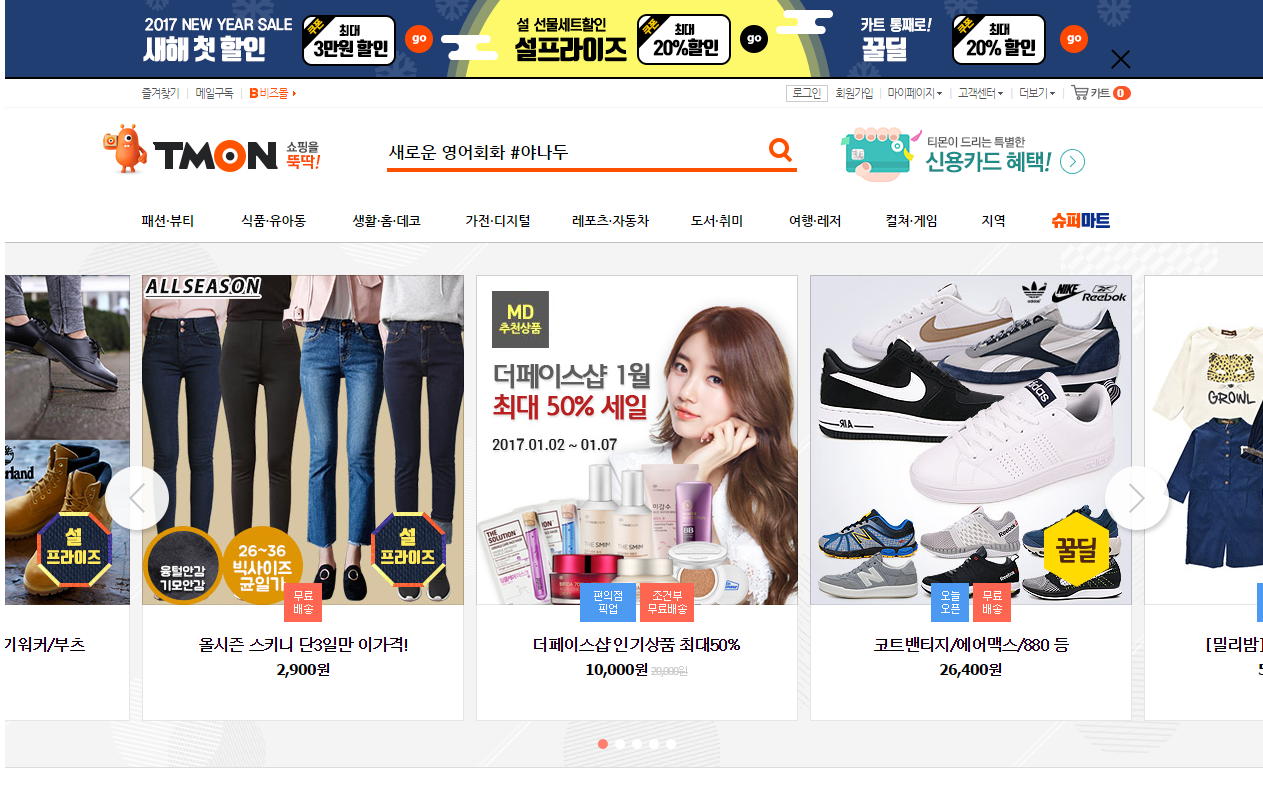 2017 NEW YEAR SALE
새해 첫 할인
쿠폰
최대
3만원 할인
go
설 선물세트할인
설프라이즈
쿠폰
최대
20%할인
go
카트 통째로!
꿀딜
쿠폰
최대
20% 할인
go
즐겨찾기
메일구독
B비즈몰
로그인
회원가입
마이페이지
고객센터
더보기
카트 0
TMON
쇼핑을
뚝딱!
새로운 영어회화 #야나두
티몬이 드리는 특별한
신용카드 혜택!
패션·뷰티
식품·유아동
생활·홈·데코
가전·디지털
레포츠·자동차
도서·취미
여행·레저
컬쳐·게임
지역
슈퍼마트
설
프라이즈
기워커/부츠
ALLSEASON
융털안감
기모안감
26~36
빅사이즈
균일가
설
프라이즈
무료
배송
올시즌 스키니 단3일만 이가격!
2,900원
MD
추천상품
더페이스샵 1월
최대 50% 세일
2017.01.02 ~ 01.07
THE
SOLUTION
THE SMIM
THE SMIM
BB
편의점
픽업
조건부
무료배송
더페이스샵 인기상품 최대50%
10,000원 20,000원
adidas
NIKE
Reebok
AIR
adidas
꿀딜
오늘
오픈
무료
배송
코트밴티지/에어맥스/880 등
26,400원
GROWL
[밀리밤]